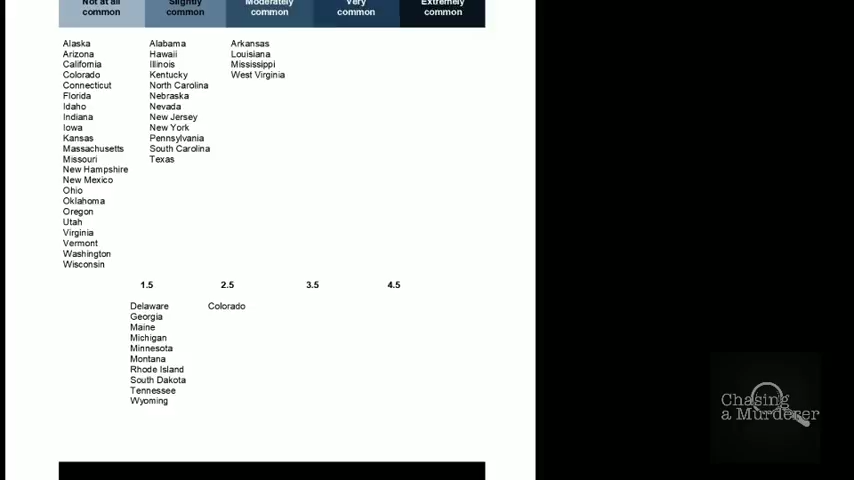 Not at all common
Slightly common
Moderately common
Very common
Extremely common
Alaska
Arizona
California
Colorado
Connecticut
Florida
Idaho
Indiana
Iowa
Kansas
Massachusetts
Missouri
New Hampshire
New Mexico
Ohio
Oklahoma
Oregon
Utah
Virginia
Vermont
Washington
Wisconsin
Alabama
Hawaii
Illinois
Kentucky
North Carolina
Nebraska
Nevada
New Jersey
New York
Pennsylvania
South Carolina
Texas
Arkansas
Louisiana
Mississippi
West Virginia
1.5 2.5 3.5 4.5
Delaware
Georgia
Maine
Michigan
Minnesota
Montana
Rhode Island
South Dakota
Tennessee
Wyoming
Colorado
Chasing
a Murderer